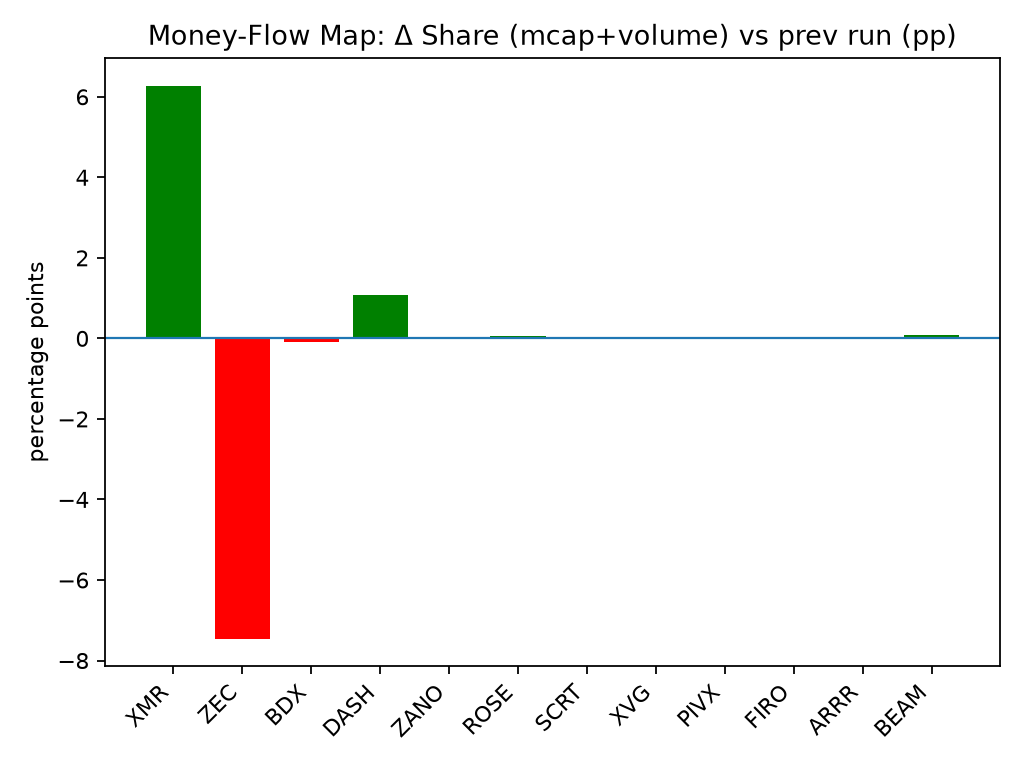 Money-Flow Map: Δ Share (mcap+volume) vs prev run (pp)
percentage points
6
4
2
0
−2
−4
−6
−8
XMR
ZEC
BDX
DASH
ZANO
ROSE
SCRT
XVG
PIVX
FIRO
ARRR
BEAM